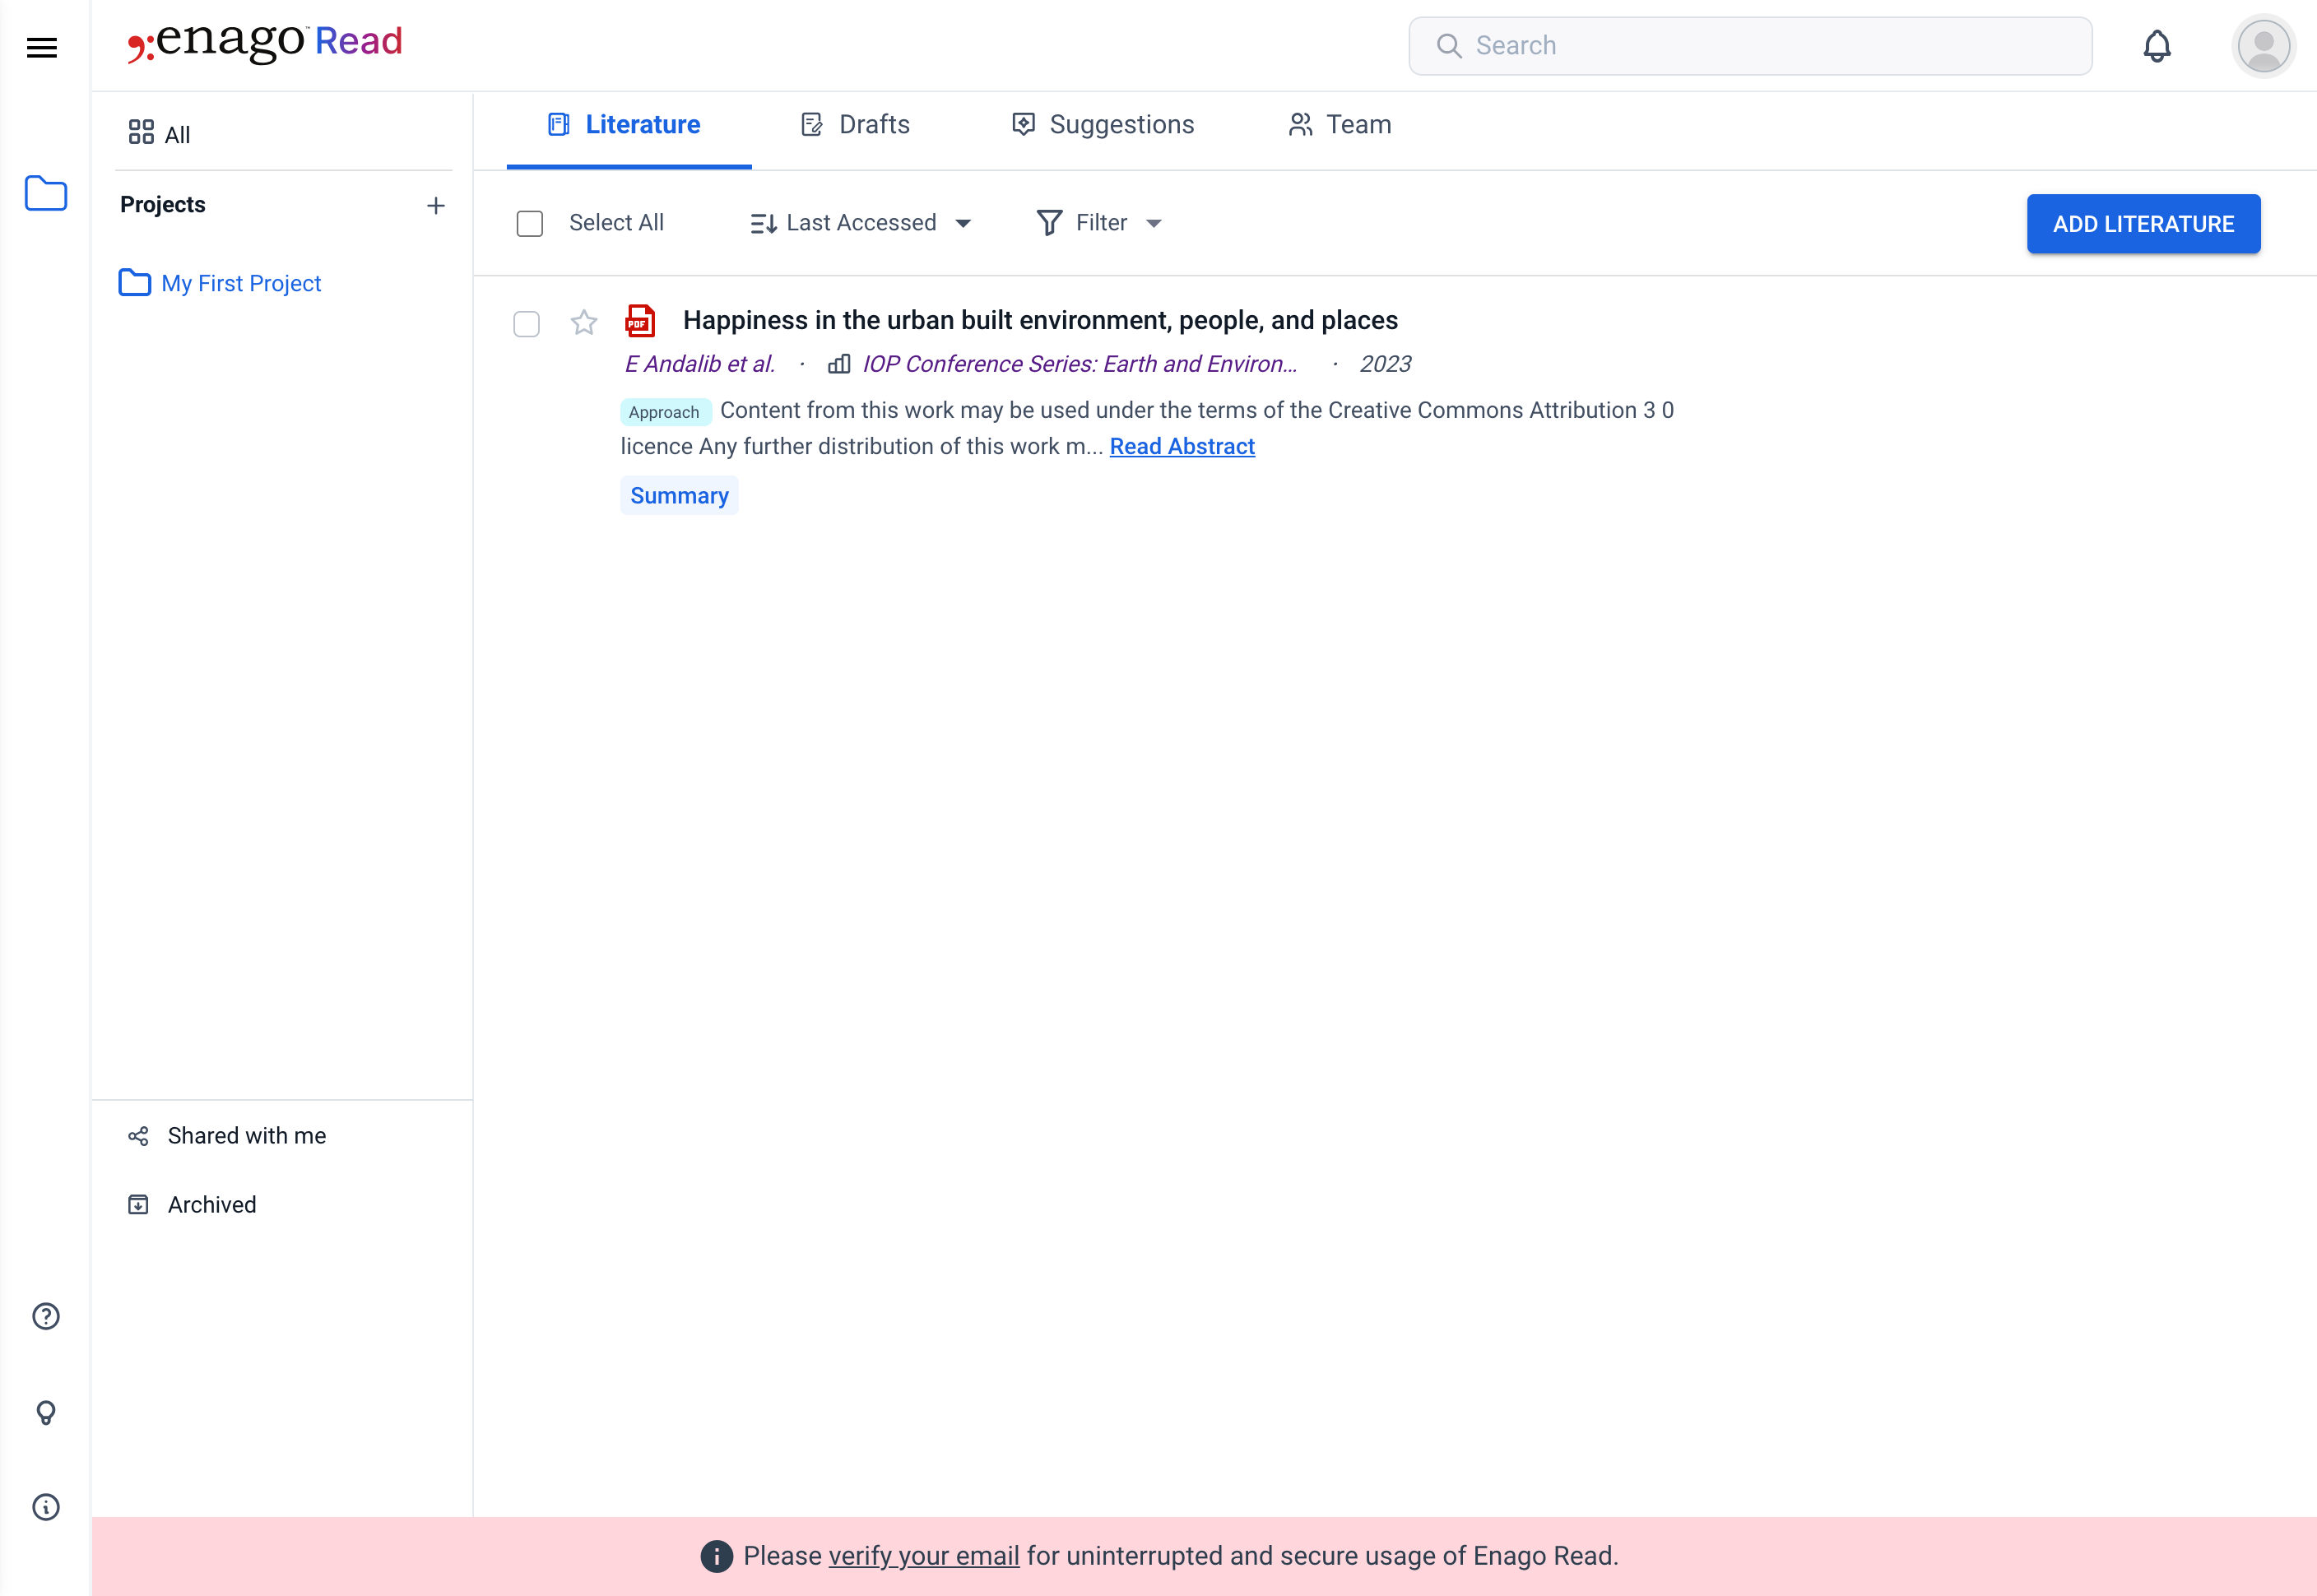 enago™ Read
Search
All
Projects
My First Project
Shared with me
Archived
Literature
Drafts
Suggestions
Team
Select All
Last Accessed
Filter
ADD LITERATURE
PDF
Happiness in the urban built environment, people, and places
E Andalib et al. · IOP Conference Series: Earth and Environ... · 2023
Approach Content from this work may be used under the terms of the Creative Commons Attribution 3 0
licence Any further distribution of this work m... Read Abstract
Summary
Please verify your email for uninterrupted and secure usage of Enago Read.